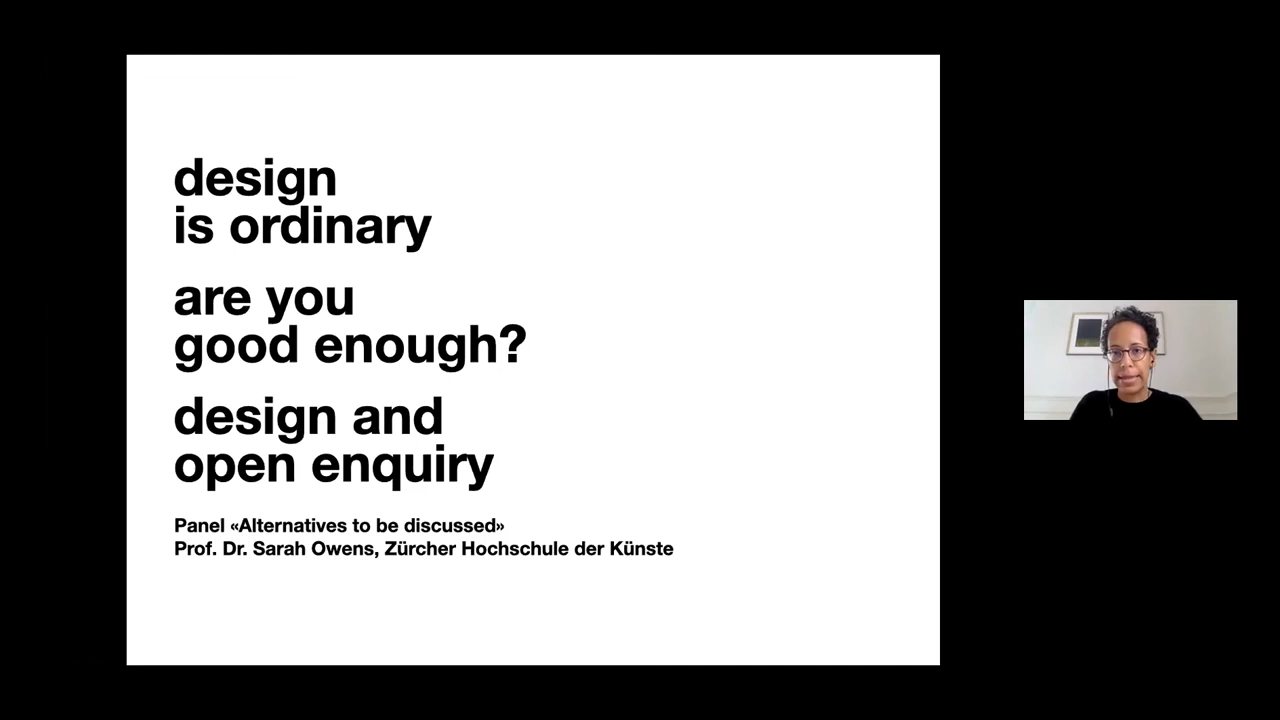 design
is ordinary
are you
good enough?
design and
open enquiry
Panel «Alternatives to be discussed»
Prof. Dr. Sarah Owens, Zürcher Hochschule der Künste